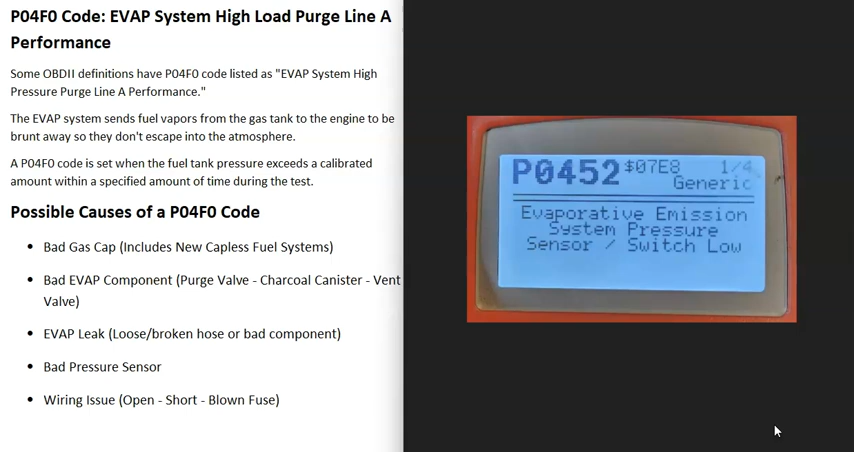 P04F0 Code: EVAP System High Load Purge Line A
Performance
Some OBDII definitions have P04F0 code listed as "EVAP System High
Pressure Purge Line A Performance."
The EVAP system sends fuel vapors from the gas tank to the engine to be
brunt away so they don't escape into the atmosphere.
A P04F0 code is set when the fuel tank pressure exceeds a calibrated
amount within a specified amount of time during the test.
Possible Causes of a P04F0 Code
• Bad Gas Cap (Includes New Capless Fuel Systems)
• Bad EVAP Component (Purge Valve - Charcoal Canister - Vent
Valve)
• EVAP Leak (Loose/broken hose or bad component)
• Bad Pressure Sensor
• Wiring Issue (Open - Short - Blown Fuse)
P0452 $07E8 1/4
Generic
Evaporative Emission
System Pressure
Sensor / Switch Low